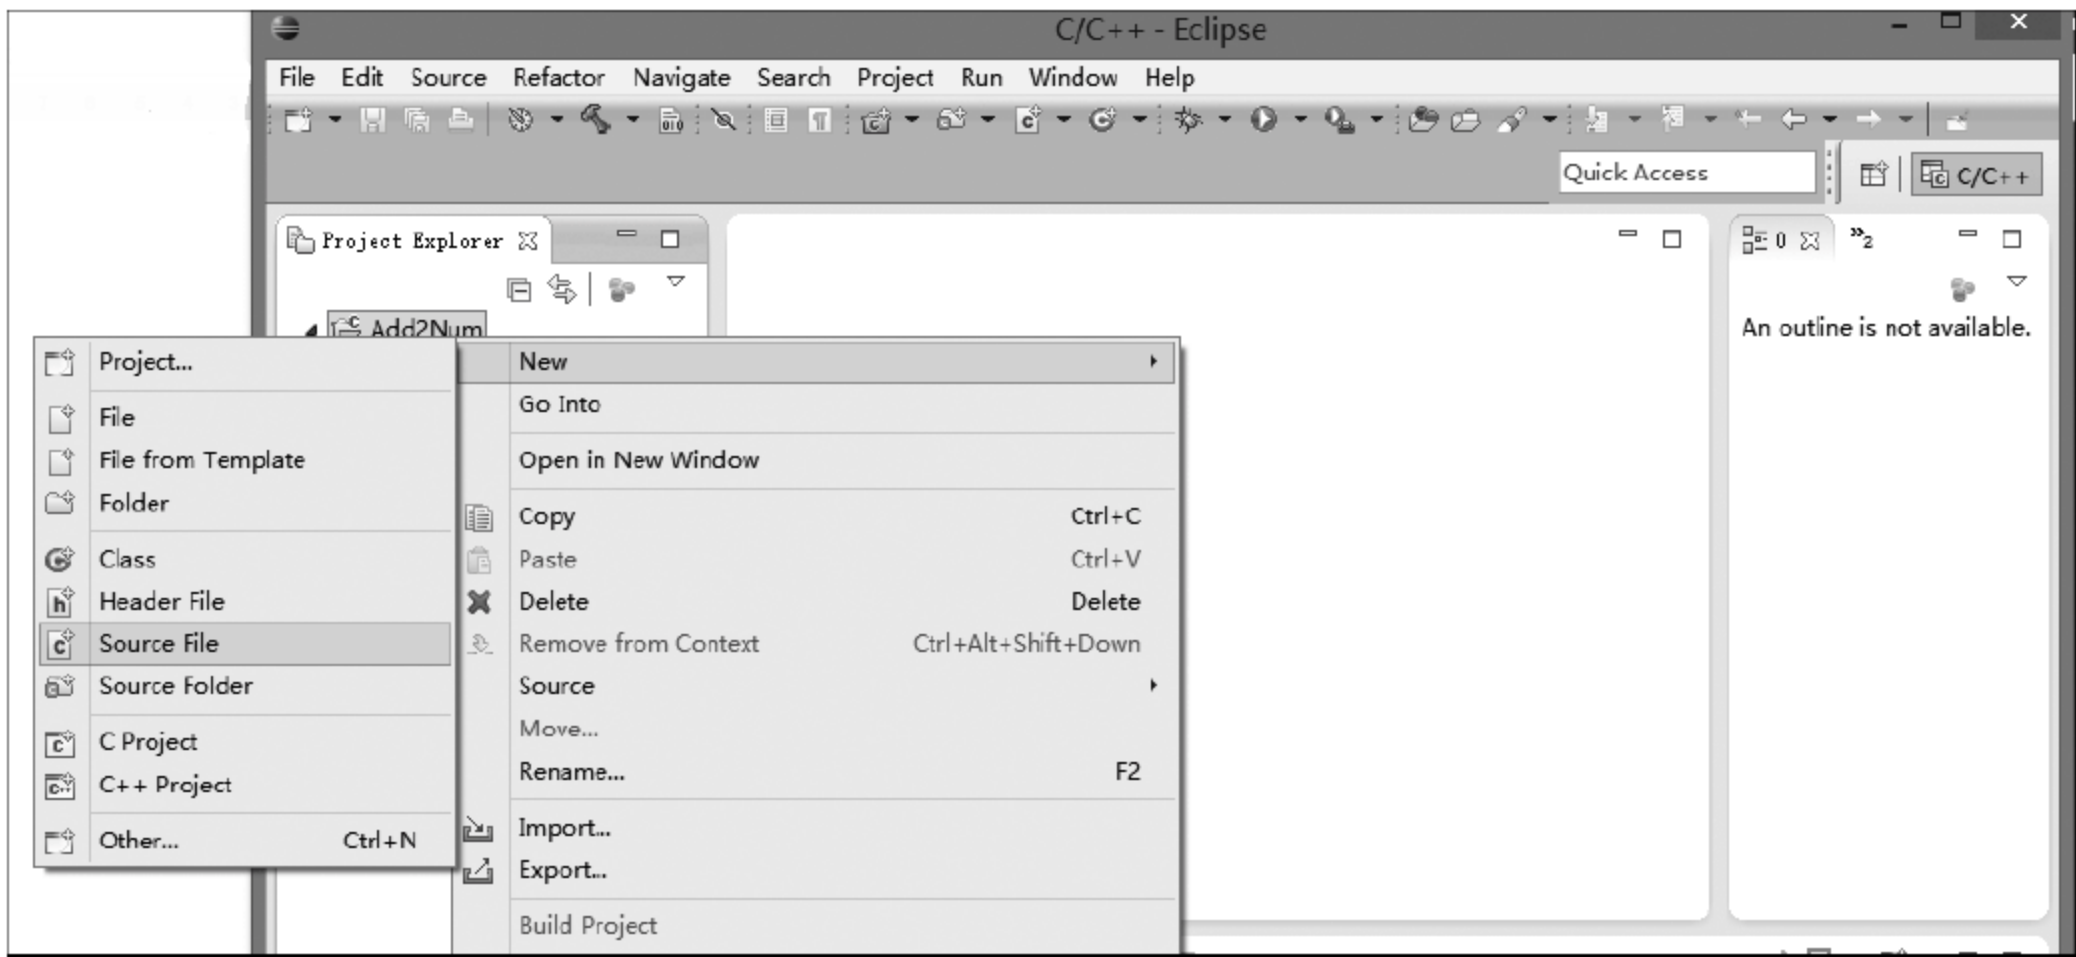 C/C++ - Eclipse
File Edit Source Refactor Navigate Search Project Run Window Help
Quick Access
C/C++
Project Explorer
Add2Num
An outline is not available.
Project...
File
File from Template
Folder
Class
Header File
Source File
Source Folder
C Project
C++ Project
Other... Ctrl+N
New
Go Into
Open in New Window
Copy Ctrl+C
Paste Ctrl+V
Delete Delete
Remove from Context Ctrl+Alt+Shift+Down
Source
Move...
Rename... F2
Import...
Export...
Build Project